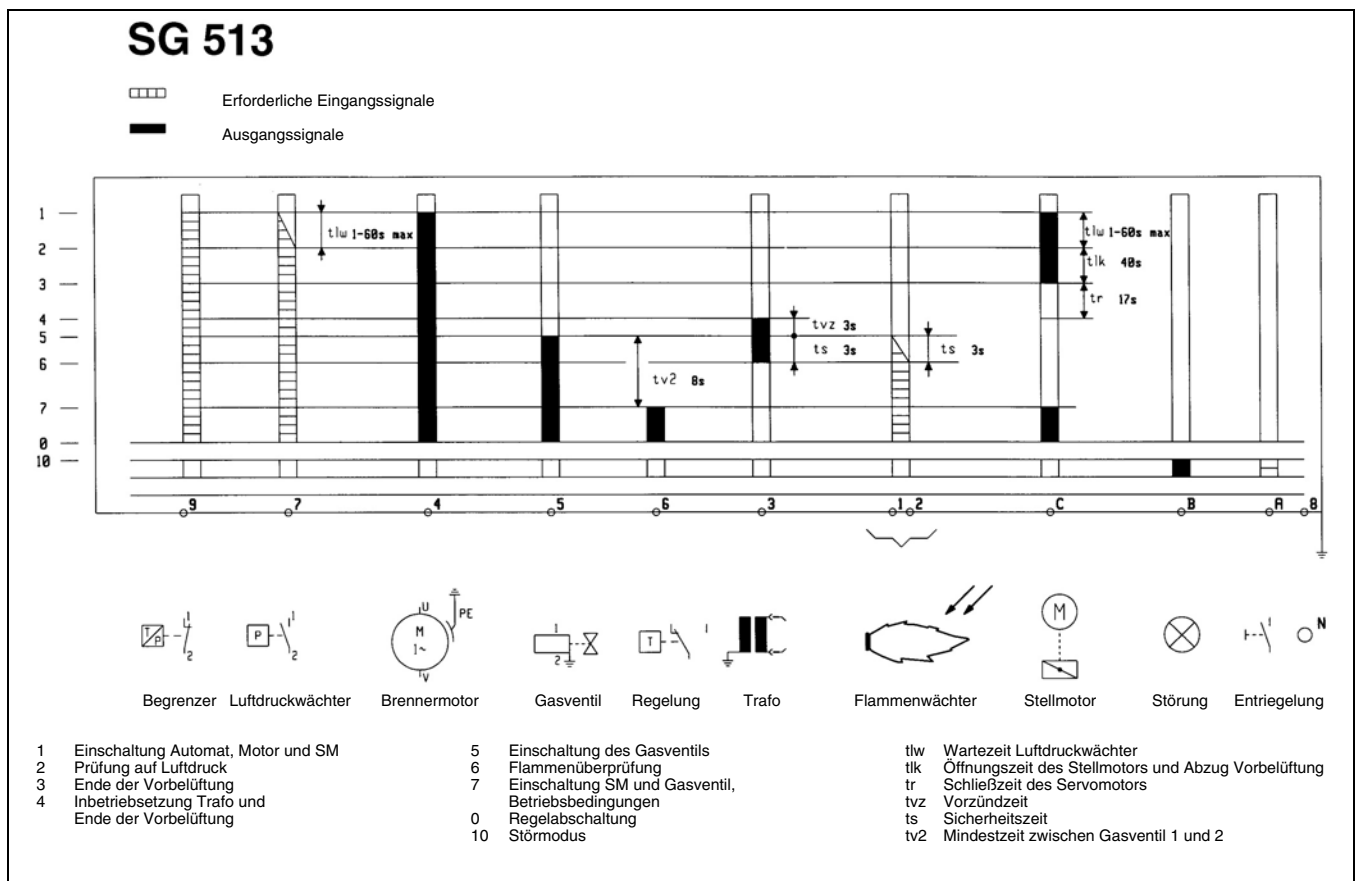 SG 513
Erforderliche Eingangssignale
Ausgangssignale
1
2
3
4
5
6
7
0
10
tlw 1-60s max
tv2 8s
tvz 3s
ts 3s
ts 3s
tlw 1-60s max
tlk 40s
tr 17s
9 7 4 5 6 3 1 2 C B A 8
T/P 1 2
P 1 2
U PE M 1~ V
1 2
T 1
M
N
Begrenzer Luftdruckwächter Brennermotor Gasventil Regelung Trafo Flammenwächter Stellmotor Störung Entriegelung
1 Einschaltung Automat, Motor und SM
2 Prüfung auf Luftdruck
3 Ende der Vorbelüftung
4 Inbetriebsetzung Trafo und
Ende der Vorbelüftung
5 Einschaltung des Gasventils
6 Flammenüberprüfung
7 Einschaltung SM und Gasventil,
Betriebsbedingungen
0 Regelabschaltung
10 Störmodus
tlw Wartezeit Luftdruckwächter
tlk Öffnungszeit des Stellmotors und Abzug Vorbelüftung
tr Schließzeit des Servomotors
tvz Vorzündzeit
ts Sicherheitszeit
tv2 Mindestzeit zwischen Gasventil 1 und 2